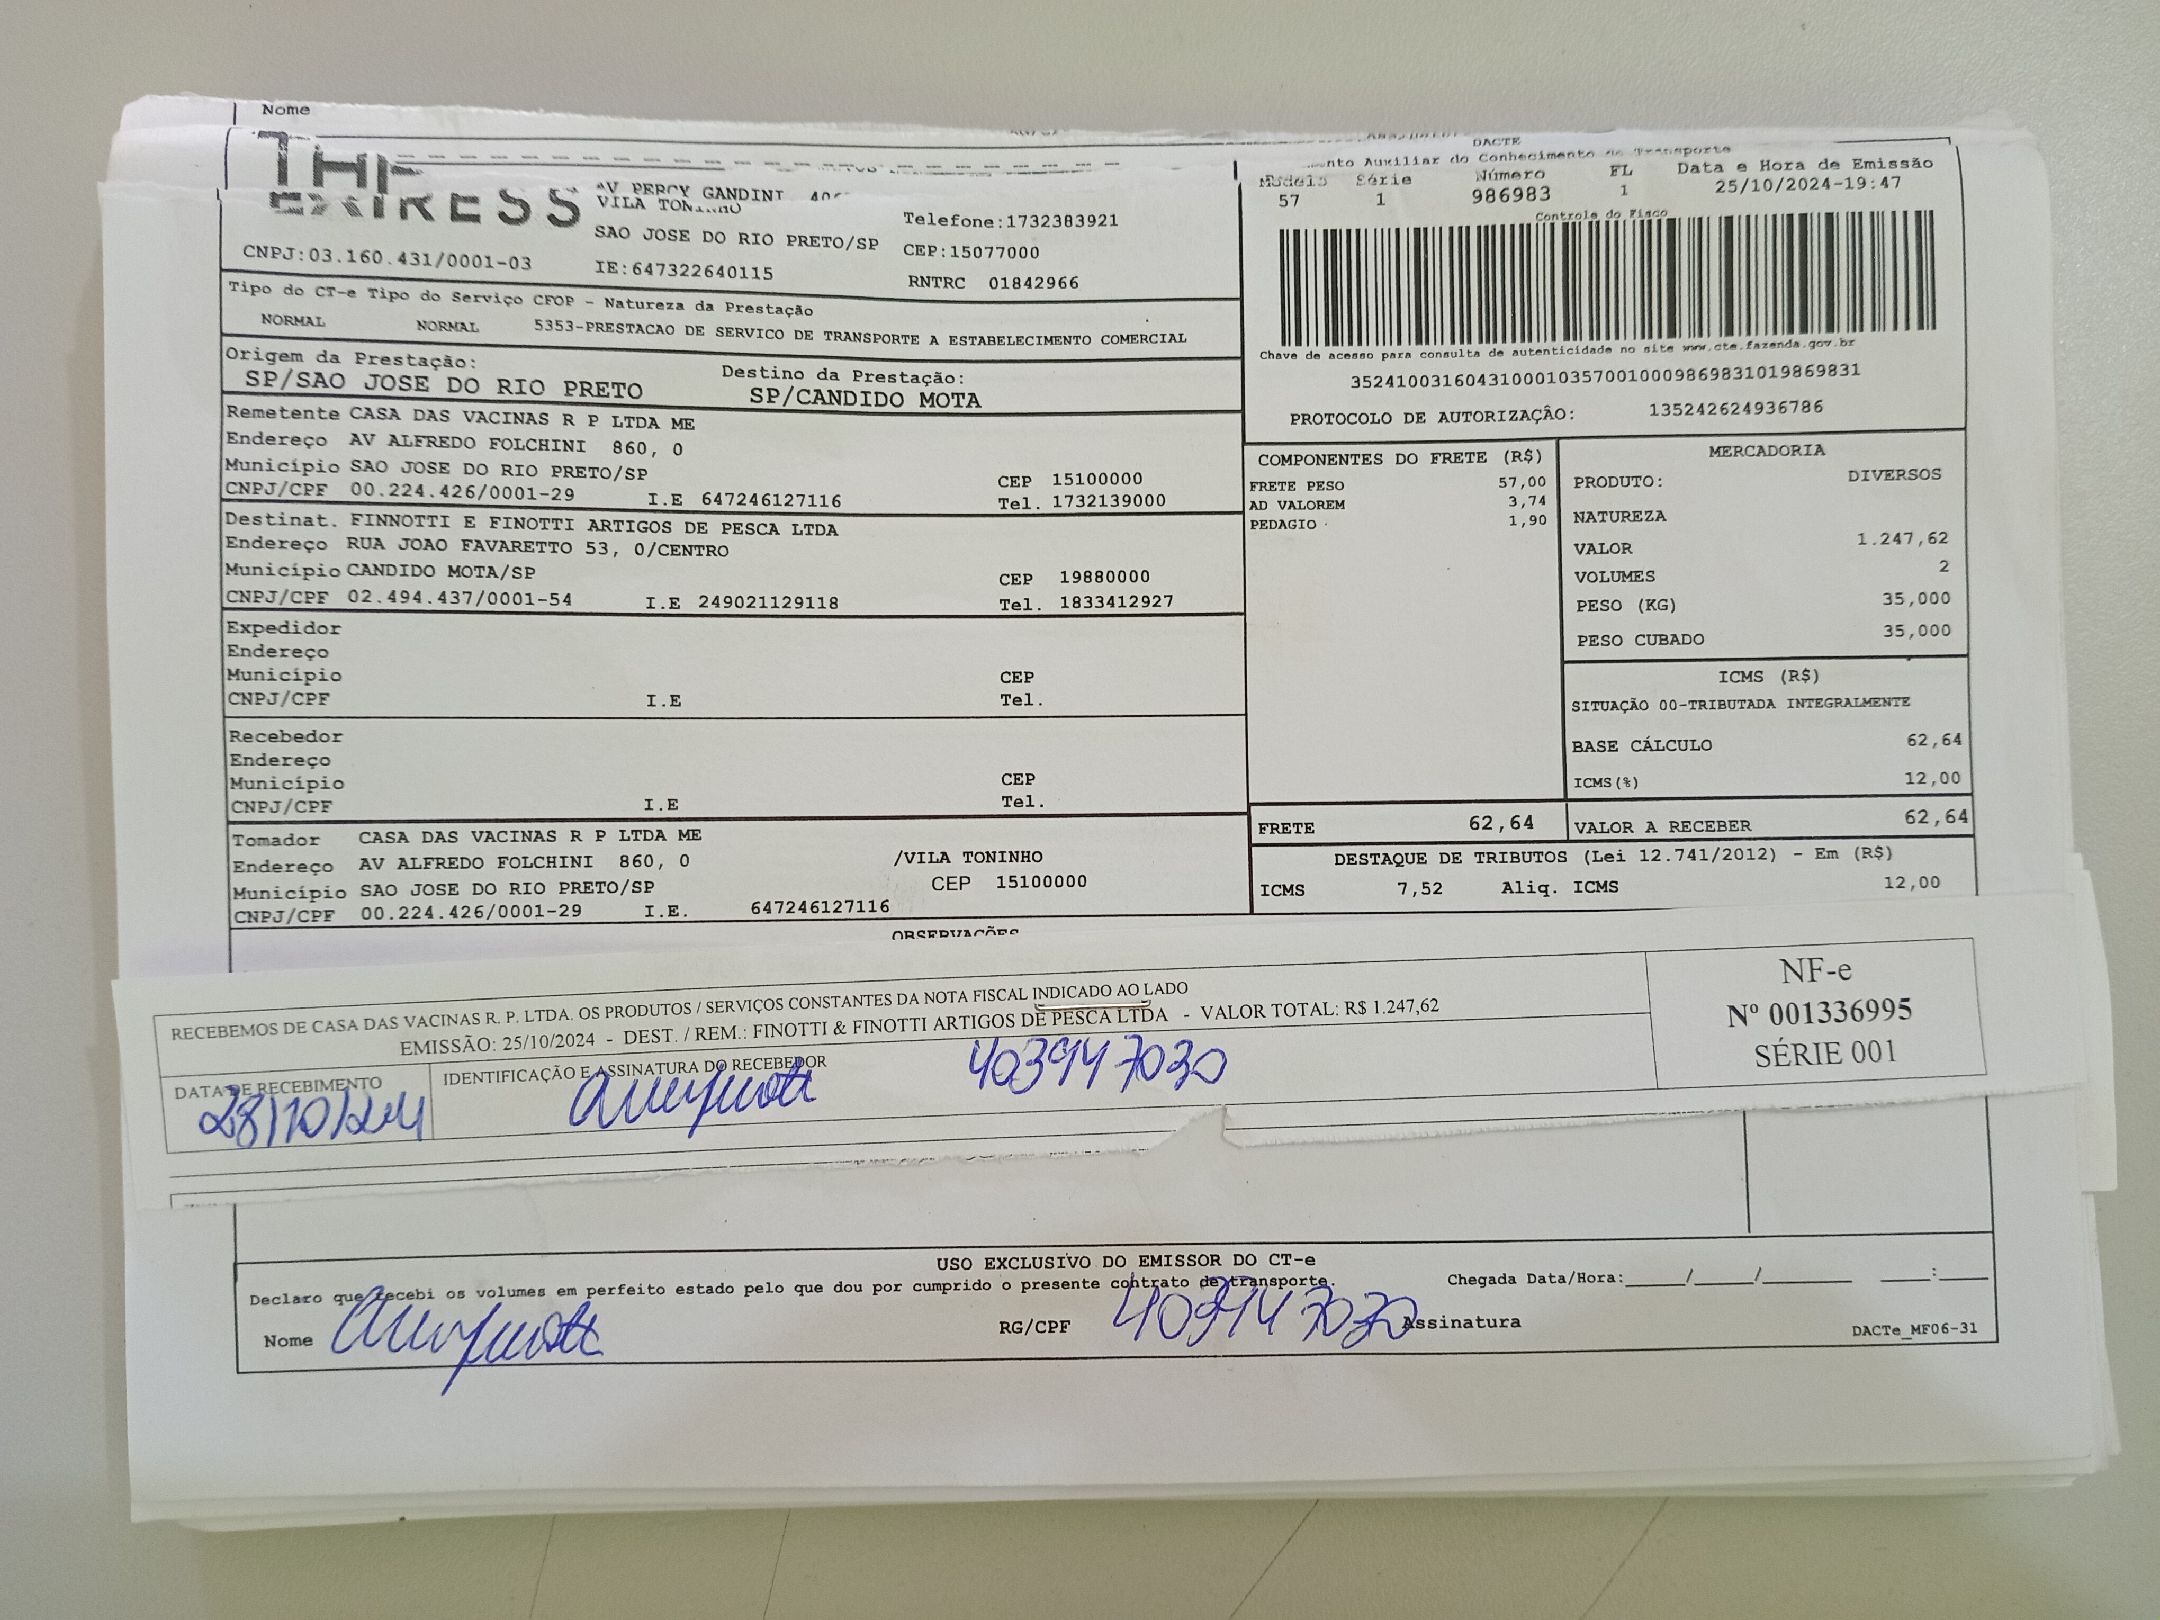 Nome
DACTE
Auxiliar do Conhecimento de Transporte
Modelo Série Número FL Data e Hora de Emissão
57 1 986983 1 25/10/2024-19:47
Controle do Fisco
EXPRESS
AV PERCY GANDINI
VILA TONINHO
SAO JOSE DO RIO PRETO/SP
Telefone:1732383921
CEP:15077000
CNPJ:03.160.431/0001-03 IE:647322640115 RNTRC 01842966
Tipo do CT-e Tipo do Serviço CFOP - Natureza da Prestação
NORMAL NORMAL 5353-PRESTACAO DE SERVICO DE TRANSPORTE A ESTABELECIMENTO COMERCIAL
Chave de acesso para consulta de autenticidade no site www.cte.fazenda.gov.br
35241003160431000103570010009869831019869831
PROTOCOLO DE AUTORIZAÇÂO: 135242624936786
Origem da Prestação: Destino da Prestação:
SP/SAO JOSE DO RIO PRETO SP/CANDIDO MOTA
Remetente CASA DAS VACINAS R P LTDA ME
Endereço AV ALFREDO FOLCHINI 860, 0
Município SAO JOSE DO RIO PRETO/SP CEP 15100000
CNPJ/CPF 00.224.426/0001-29 I.E 647246127116 Tel. 1732139000
Destinat. FINNOTTI E FINOTTI ARTIGOS DE PESCA LTDA
Endereço RUA JOAO FAVARETTO 53, 0/CENTRO
Município CANDIDO MOTA/SP CEP 19880000
CNPJ/CPF 02.494.437/0001-54 I.E 249021129118 Tel. 1833412927
Expedidor
Endereço
Município CEP
CNPJ/CPF I.E Tel.
Recebedor
Endereço
Município CEP
CNPJ/CPF I.E Tel.
Tomador CASA DAS VACINAS R P LTDA ME
Endereço AV ALFREDO FOLCHINI 860, 0 /VILA TONINHO
Município SAO JOSE DO RIO PRETO/SP CEP 15100000
CNPJ/CPF 00.224.426/0001-29 I.E. 647246127116
COMPONENTES DO FRETE (R$)
FRETE PESO 57,00
AD VALOREM 3,74
PEDAGIO 1,90
MERCADORIA
PRODUTO: DIVERSOS
NATUREZA
VALOR 1.247,62
VOLUMES 2
PESO (KG) 35,000
PESO CUBADO 35,000
ICMS (R$)
SITUAÇÃO 00-TRIBUTADA INTEGRALMENTE
BASE CÁLCULO 62,64
ICMS(%) 12,00
FRETE 62,64 VALOR A RECEBER 62,64
DESTAQUE DE TRIBUTOS (Lei 12.741/2012) - Em (R$)
ICMS 7,52 Aliq. ICMS 12,00
OBSERVAÇÕES
RECEBEMOS DE CASA DAS VACINAS R. P. LTDA. OS PRODUTOS / SERVIÇOS CONSTANTES DA NOTA FISCAL INDICADO AO LADO
EMISSÃO: 25/10/2024 - DEST. / REM.: FINOTTI & FINOTTI ARTIGOS DE PESCA LTDA - VALOR TOTAL: R$ 1.247,62
NF-e
Nº 001336995
SÉRIE 001
DATA DE RECEBIMENTO IDENTIFICAÇÃO E ASSINATURA DO RECEBEDOR
28/10/24 403947030
USO EXCLUSIVO DO EMISSOR DO CT-e
Declaro que recebi os volumes em perfeito estado pelo que dou por cumprido o presente contrato de transporte. Chegada Data/Hora:____/____/______ ___:___
Nome RG/CPF 403947030 Assinatura
DACTe_MF06-31